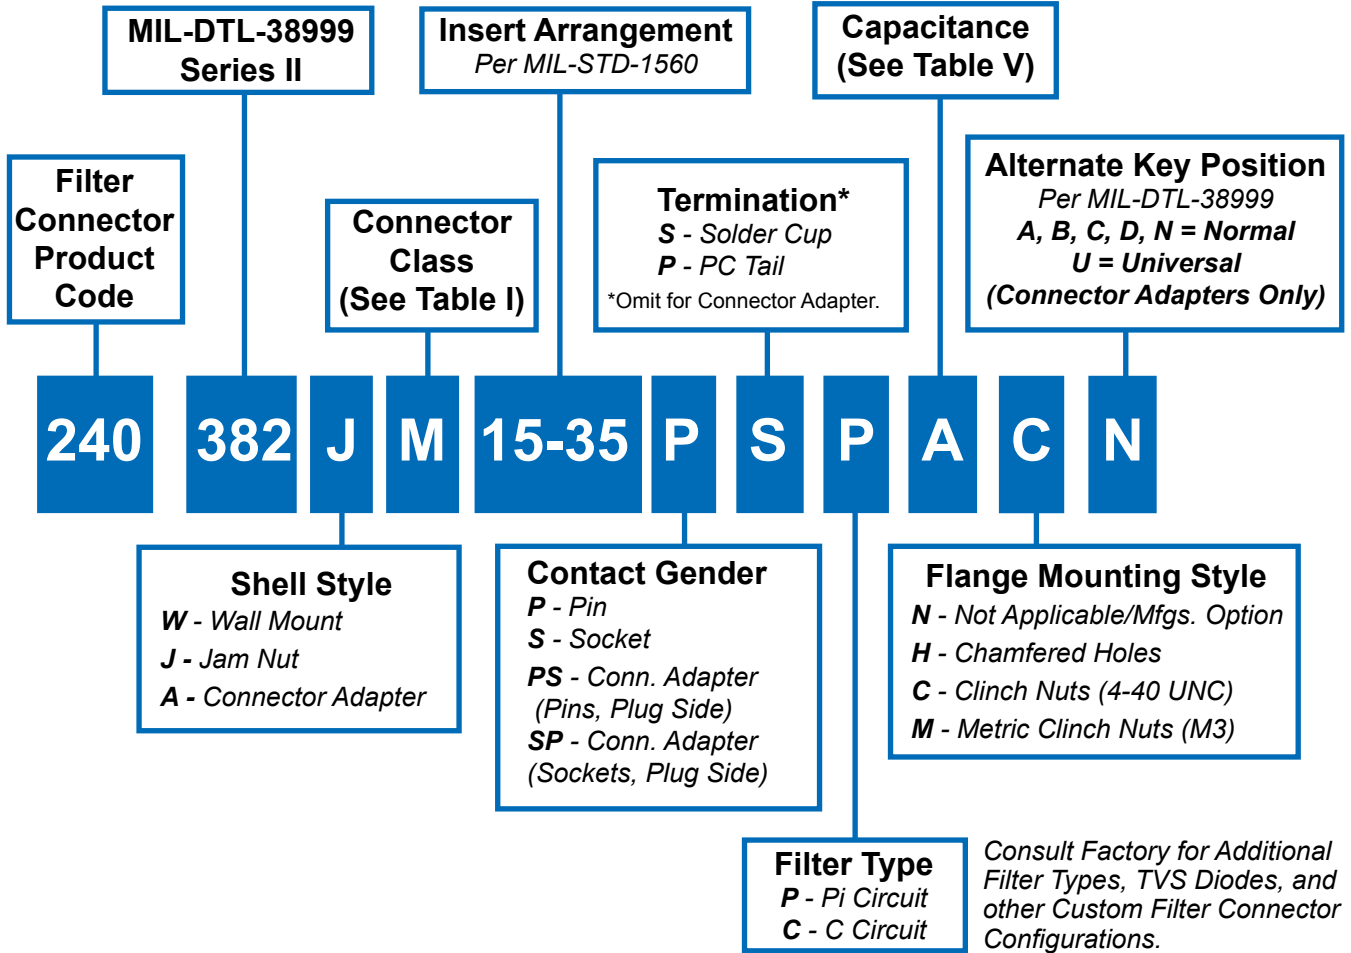 MIL-DTL-38999
Series II
Insert Arrangement
Per MIL-STD-1560
Capacitance
(See Table V)
Filter
Connector
Product
Code
Connector
Class
(See Table I)
Termination*
S - Solder Cup
P - PC Tail
*Omit for Connector Adapter.
Alternate Key Position
Per MIL-DTL-38999
A, B, C, D, N = Normal
U = Universal
(Connector Adapters Only)
240 382 J M 15-35 P S P A C N
Shell Style
W - Wall Mount
J - Jam Nut
A - Connector Adapter
Contact Gender
P - Pin
S - Socket
PS - Conn. Adapter
(Pins, Plug Side)
SP - Conn. Adapter
(Sockets, Plug Side)
Flange Mounting Style
N - Not Applicable/Mfgs. Option
H - Chamfered Holes
C - Clinch Nuts (4-40 UNC)
M - Metric Clinch Nuts (M3)
Filter Type
P - Pi Circuit
C - C Circuit
Consult Factory for Additional
Filter Types, TVS Diodes, and
other Custom Filter Connector
Configurations.